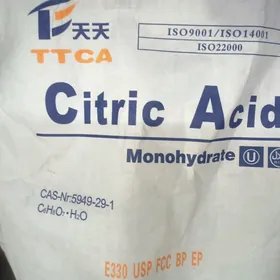 天天
TTCA
ISO9001/ISO14001
ISO22000
Citric Acid
Monohydrate U
CAS-Nr:5949-29-1
C₆H₈O₇·H₂O
E330 USP FCC BP EP